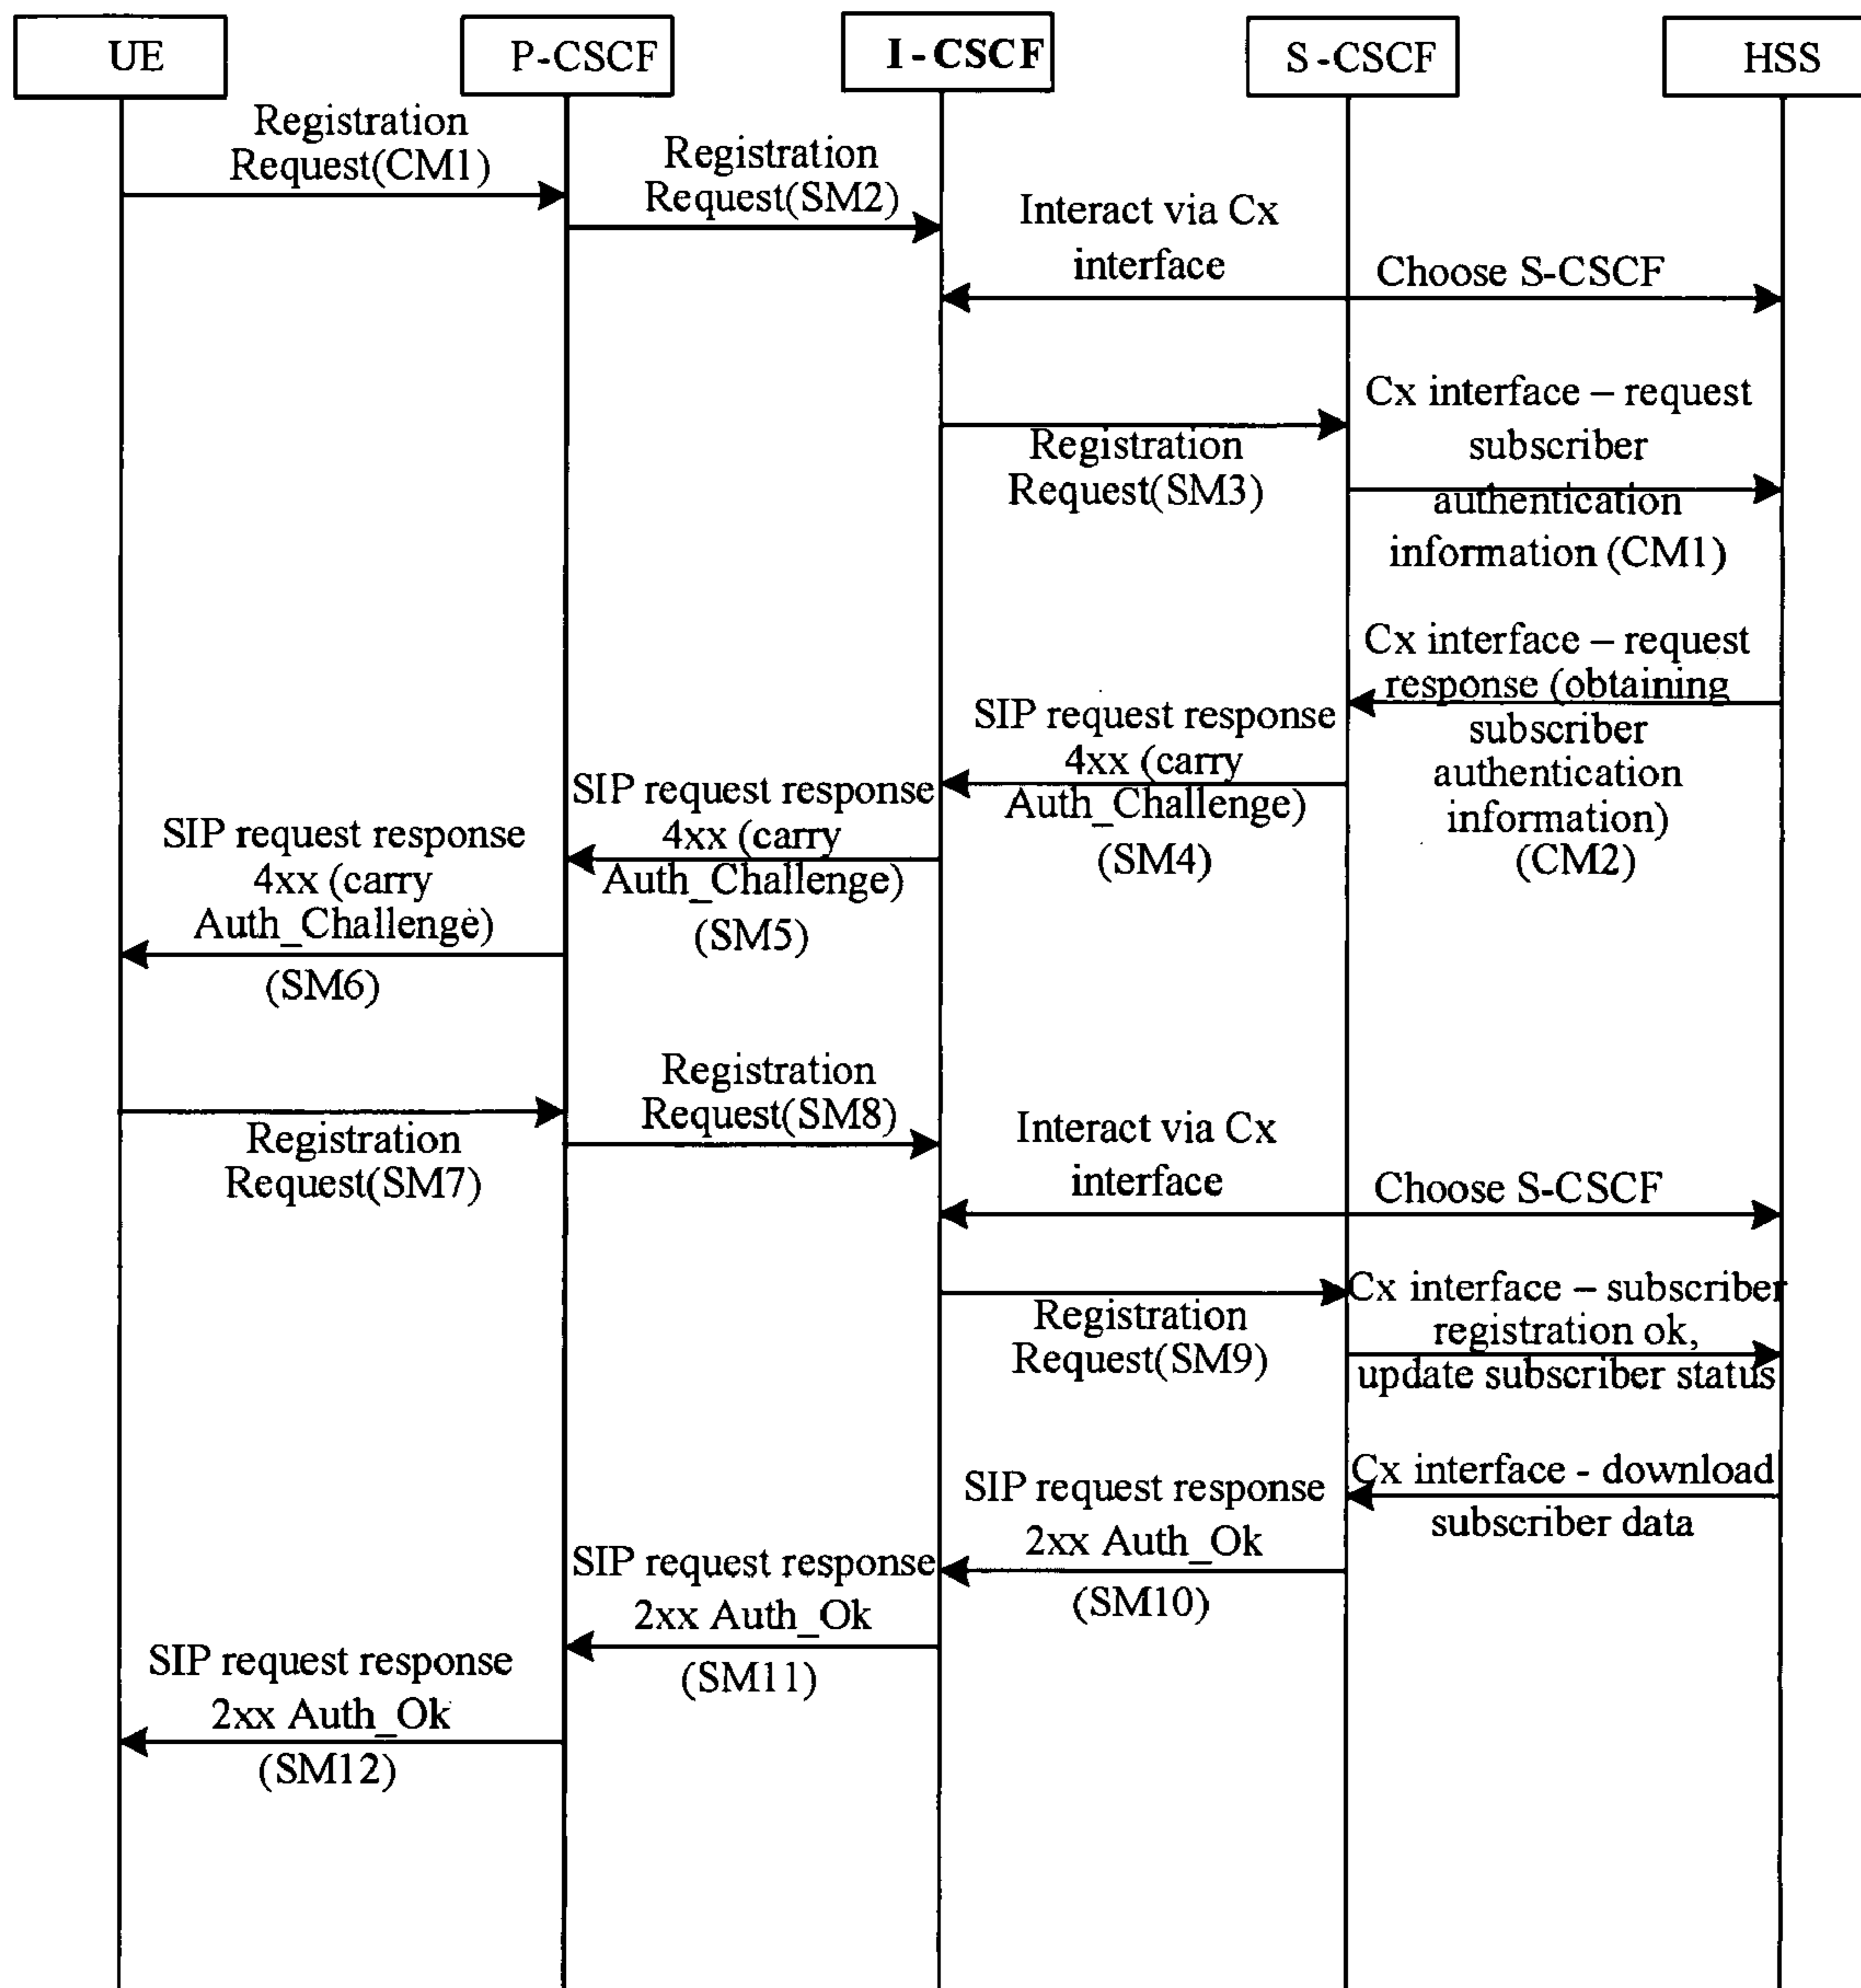 UE
P-CSCF
I-CSCF
S-CSCF
HSS
Registration
Request(CM1)
Registration
Request(SM2)
Interact via Cx
interface
Choose S-CSCF
Registration
Request(SM3)
Cx interface – request
subscriber
authentication
information (CM1)
Cx interface – request
response (obtaining
subscriber
authentication
information)
(CM2)
SIP request response
4xx (carry
Auth_Challenge)
(SM4)
SIP request response
4xx (carry
Auth_Challenge)
(SM5)
SIP request response
4xx (carry
Auth_Challenge)
(SM6)
Registration
Request(SM7)
Registration
Request(SM8)
Interact via Cx
interface
Choose S-CSCF
Registration
Request(SM9)
Cx interface – subscriber
registration ok,
update subscriber status
Cx interface - download
subscriber data
SIP request response
2xx Auth_Ok
(SM10)
SIP request response
2xx Auth_Ok
(SM11)
SIP request response
2xx Auth_Ok
(SM12)